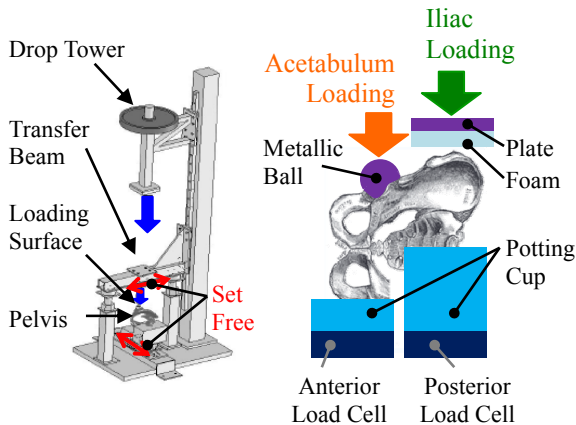 Drop Tower
Transfer
Beam
Loading
Surface
Pelvis
Set
Free
Iliac
Loading
Acetabulum
Loading
Metallic
Ball
Plate
Foam
Potting
Cup
Anterior
Load Cell
Posterior
Load Cell